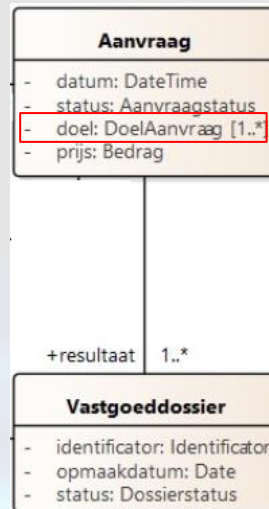 Aanvraag
- datum: DateTime
- status: Aanvraagstatus
- doel: DoelAanvraag [1..*]
- prijs: Bedrag
+resultaat 1..*
Vastgoeddossier
- identificator: Identificator
- opmaakdatum: Date
- status: Dossierstatus